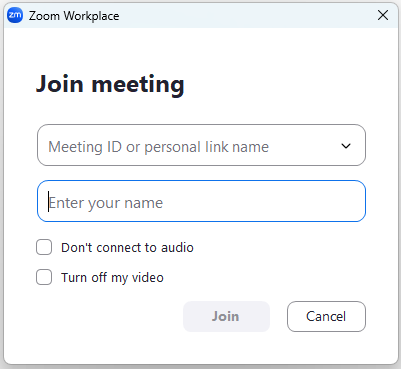 zm Zoom Workplace
Join meeting
Meeting ID or personal link name
Enter your name
Don't connect to audio
Turn off my video
Join Cancel